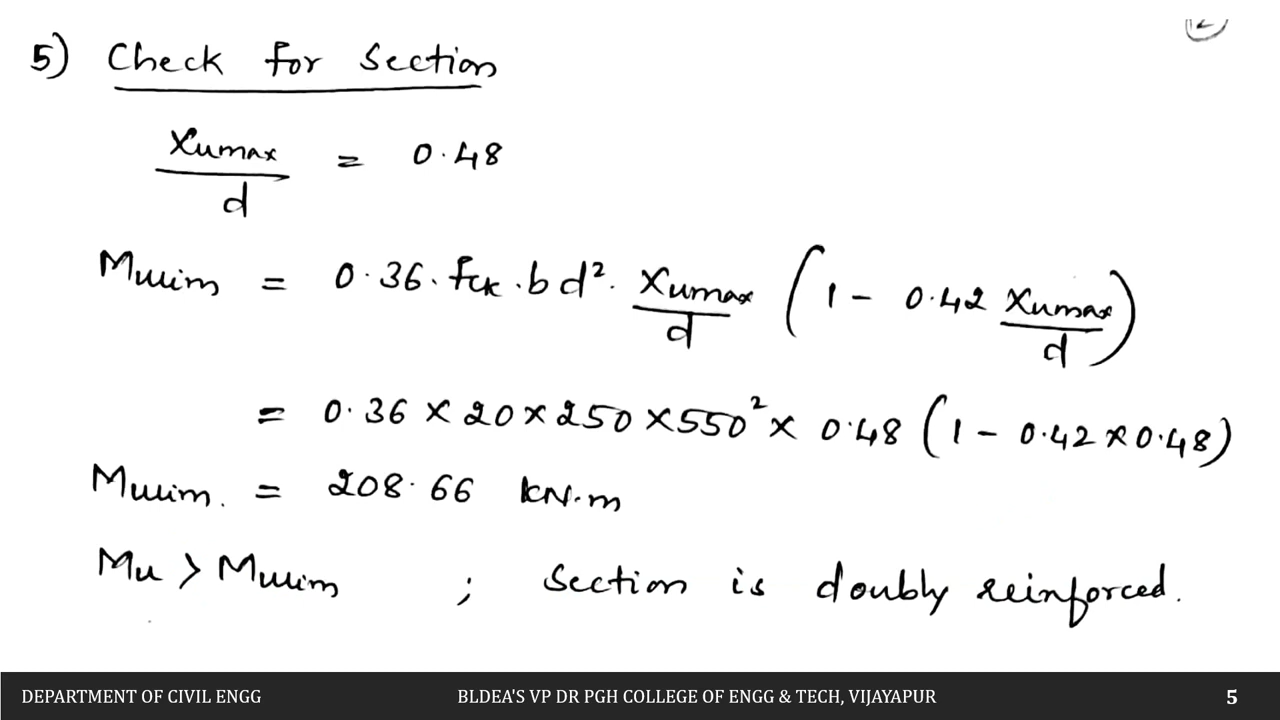 (2)
5) Check for Section
xumax/d = 0.48
Mulim = 0.36. fck .bd². xumax/d (1 - 0.42 xumax/d)
= 0.36 x 20 x 250 x 550² x 0.48 (1 - 0.42 x 0.48)
Mulim. = 208.66 kN.m
Mu > Mulim ; Section is doubly reinforced.
DEPARTMENT OF CIVIL ENGG BLDEA'S VP DR PGH COLLEGE OF ENGG & TECH, VIJAYAPUR 5